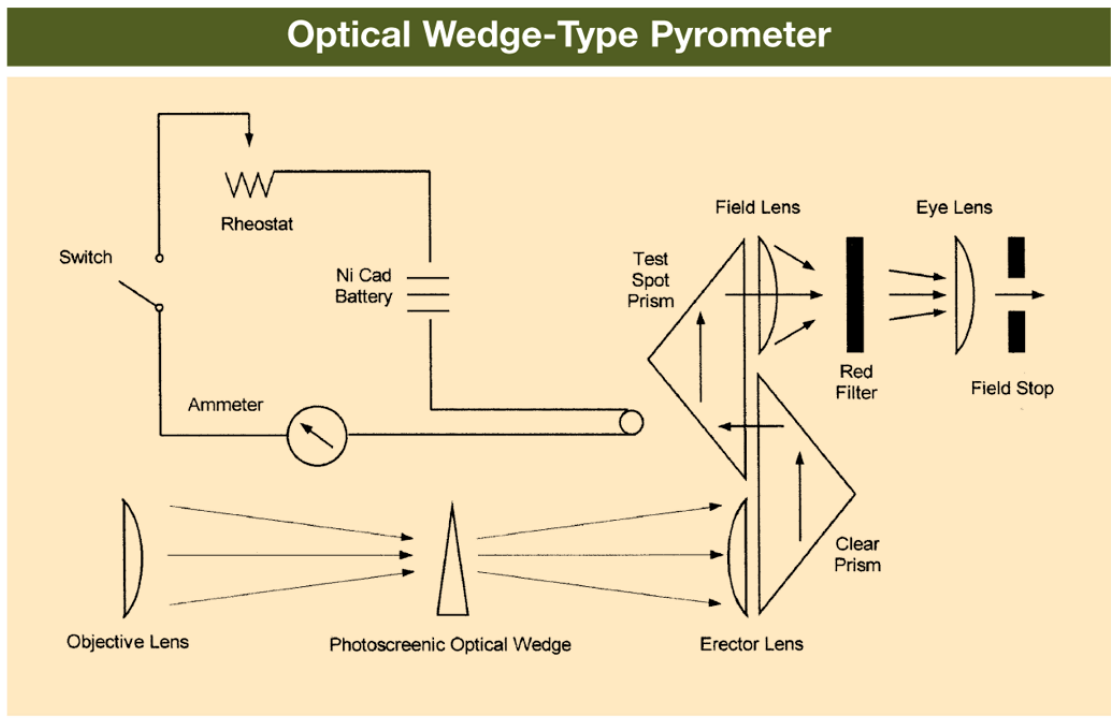 Optical Wedge-Type Pyrometer
Rheostat
Switch
Ni Cad
Battery
Ammeter
Field Lens
Eye Lens
Test
Spot
Prism
Red
Filter
Field Stop
Clear
Prism
Objective Lens
Photoscreenic Optical Wedge
Erector Lens